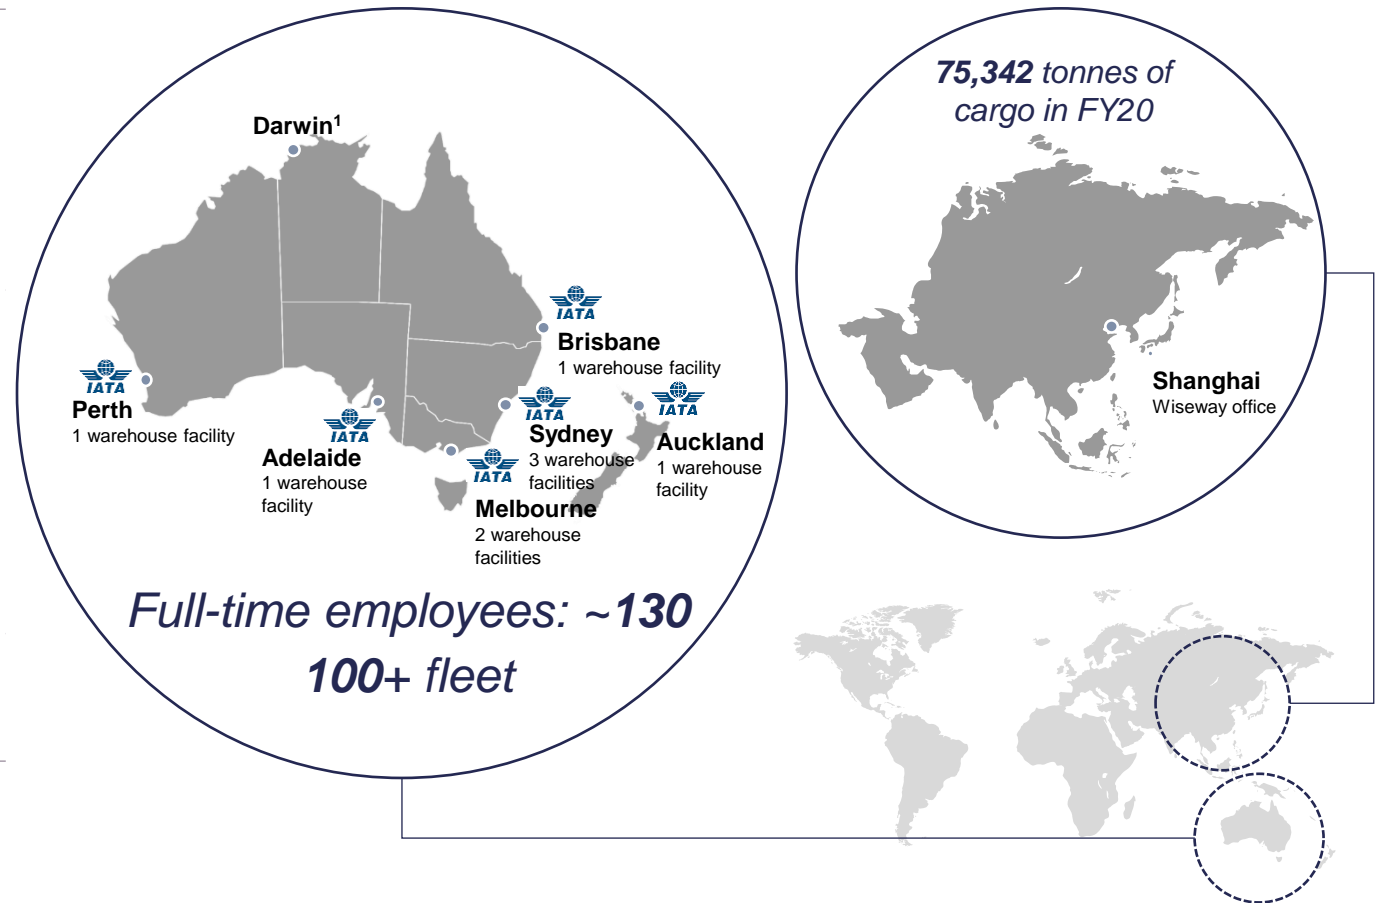 Darwin1
IATA
Brisbane
1 warehouse facility
IATA
Perth
1 warehouse facility
IATA
Adelaide
1 warehouse
facility
IATA
Sydney
3 warehouse
facilities
IATA
Melbourne
2 warehouse
facilities
IATA
Auckland
1 warehouse
facility
Full-time employees: ~130
100+ fleet
75,342 tonnes of
cargo in FY20
Shanghai
Wiseway office